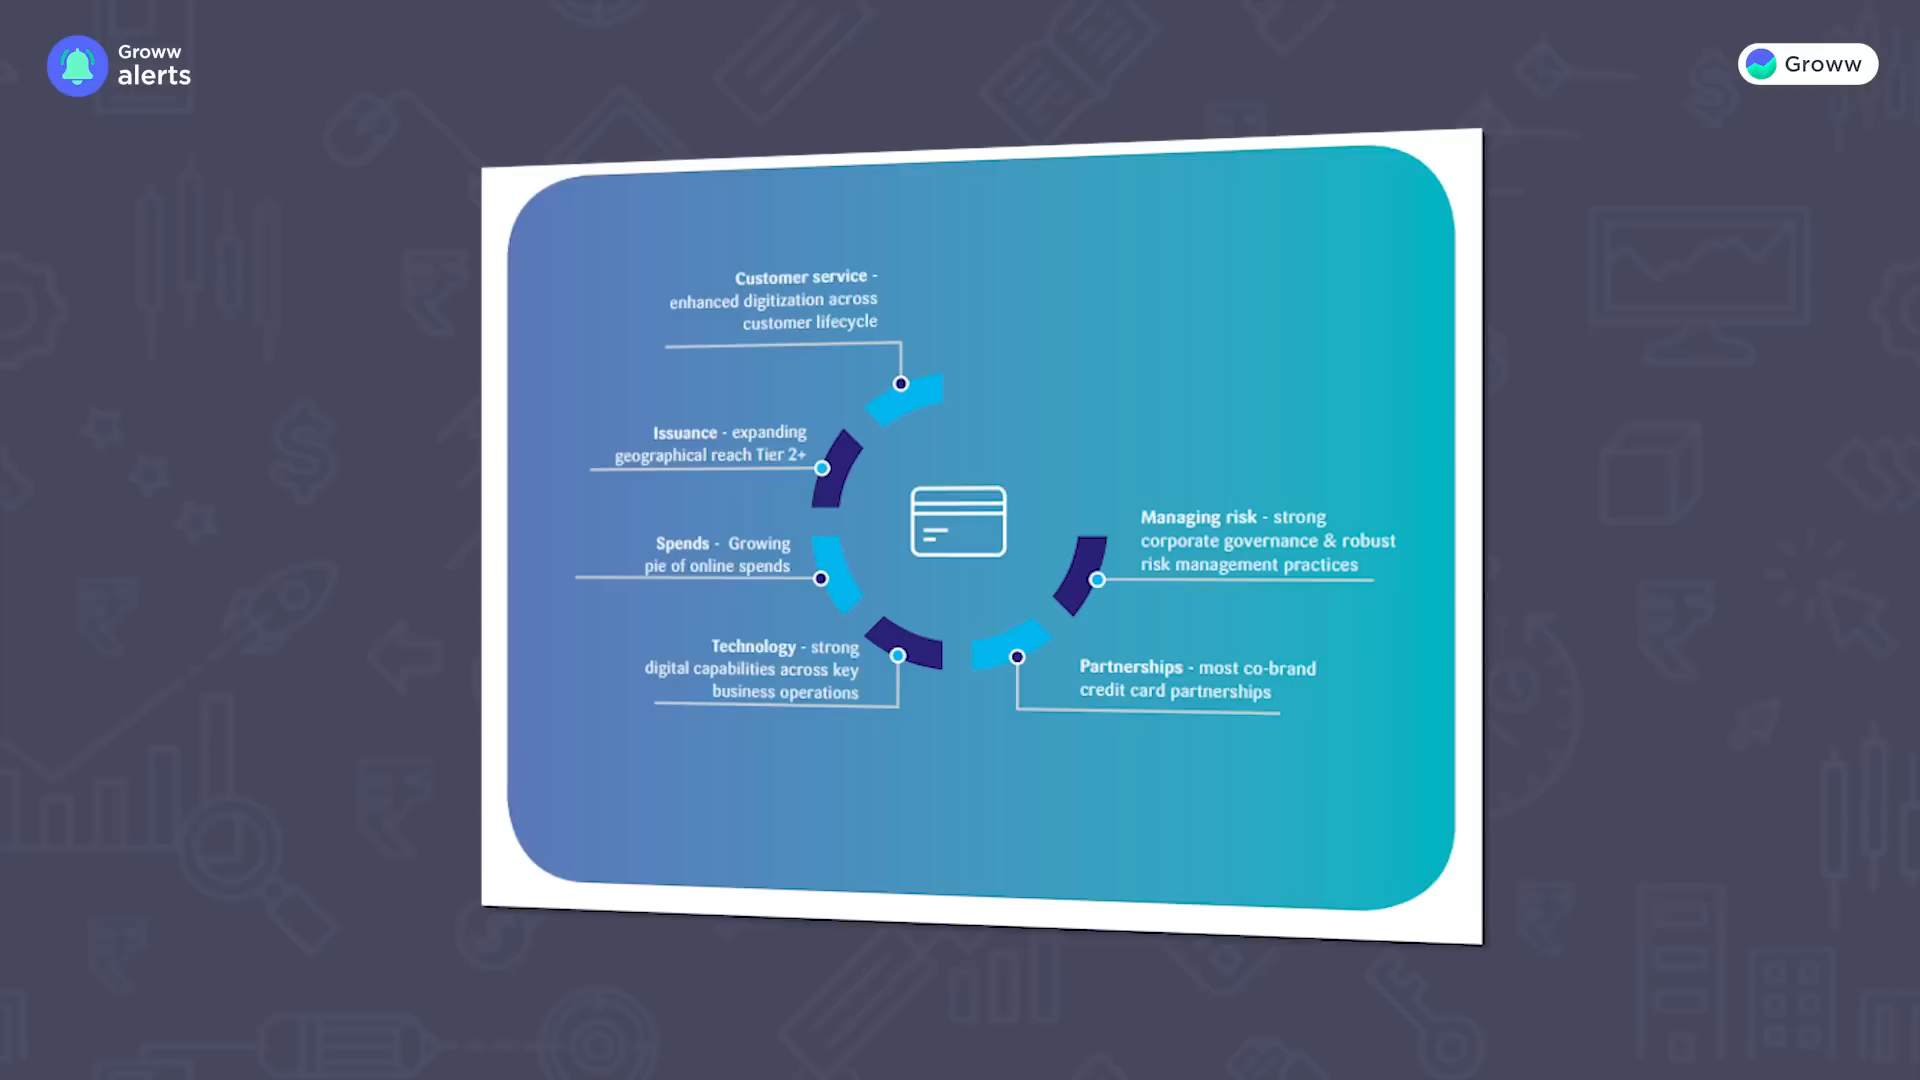 Groww
alerts
Groww
Customer service -
enhanced digitization across
customer lifecycle
Issuance - expanding
geographical reach Tier 2+
Spends - Growing
pie of online spends
Technology - strong
digital capabilities across key
business operations
Managing risk - strong
corporate governance & robust
risk management practices
Partnerships - most co-brand
credit card partnerships